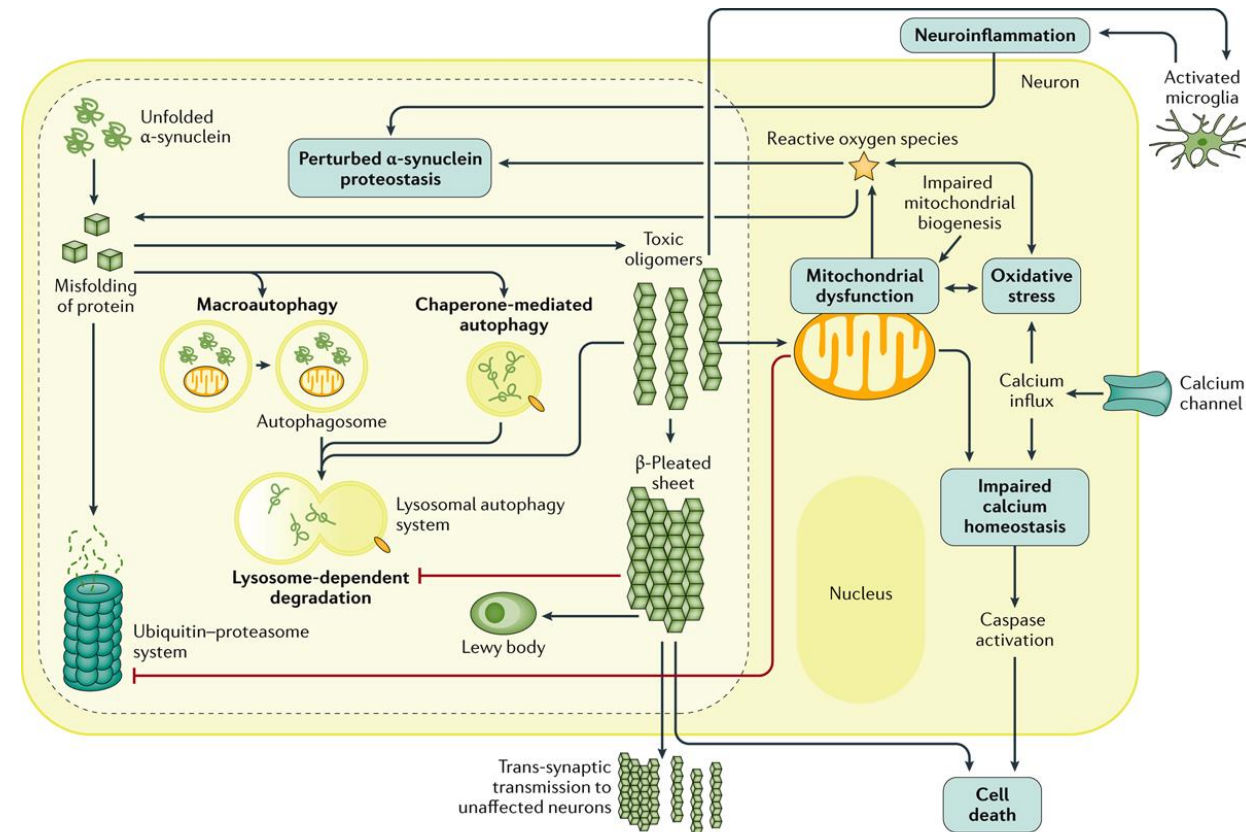 Neuroinflammation
Neuron
Activated
microglia
Unfolded
α-synuclein
Perturbed α-synuclein
proteostasis
Reactive oxygen species
Impaired
mitochondrial
biogenesis
Toxic
oligomers
Misfolding
of protein
Macroautophagy
Chaperone-mediated
autophagy
Mitochondrial
dysfunction
Oxidative
stress
Autophagosome
Calcium
influx
Calcium
channel
β-Pleated
sheet
Lysosomal autophagy
system
Impaired
calcium
homeostasis
Lysosome-dependent
degradation
Nucleus
Lewy body
Ubiquitin–proteasome
system
Caspase
activation
Trans-synaptic
transmission to
unaffected neurons
Cell
death